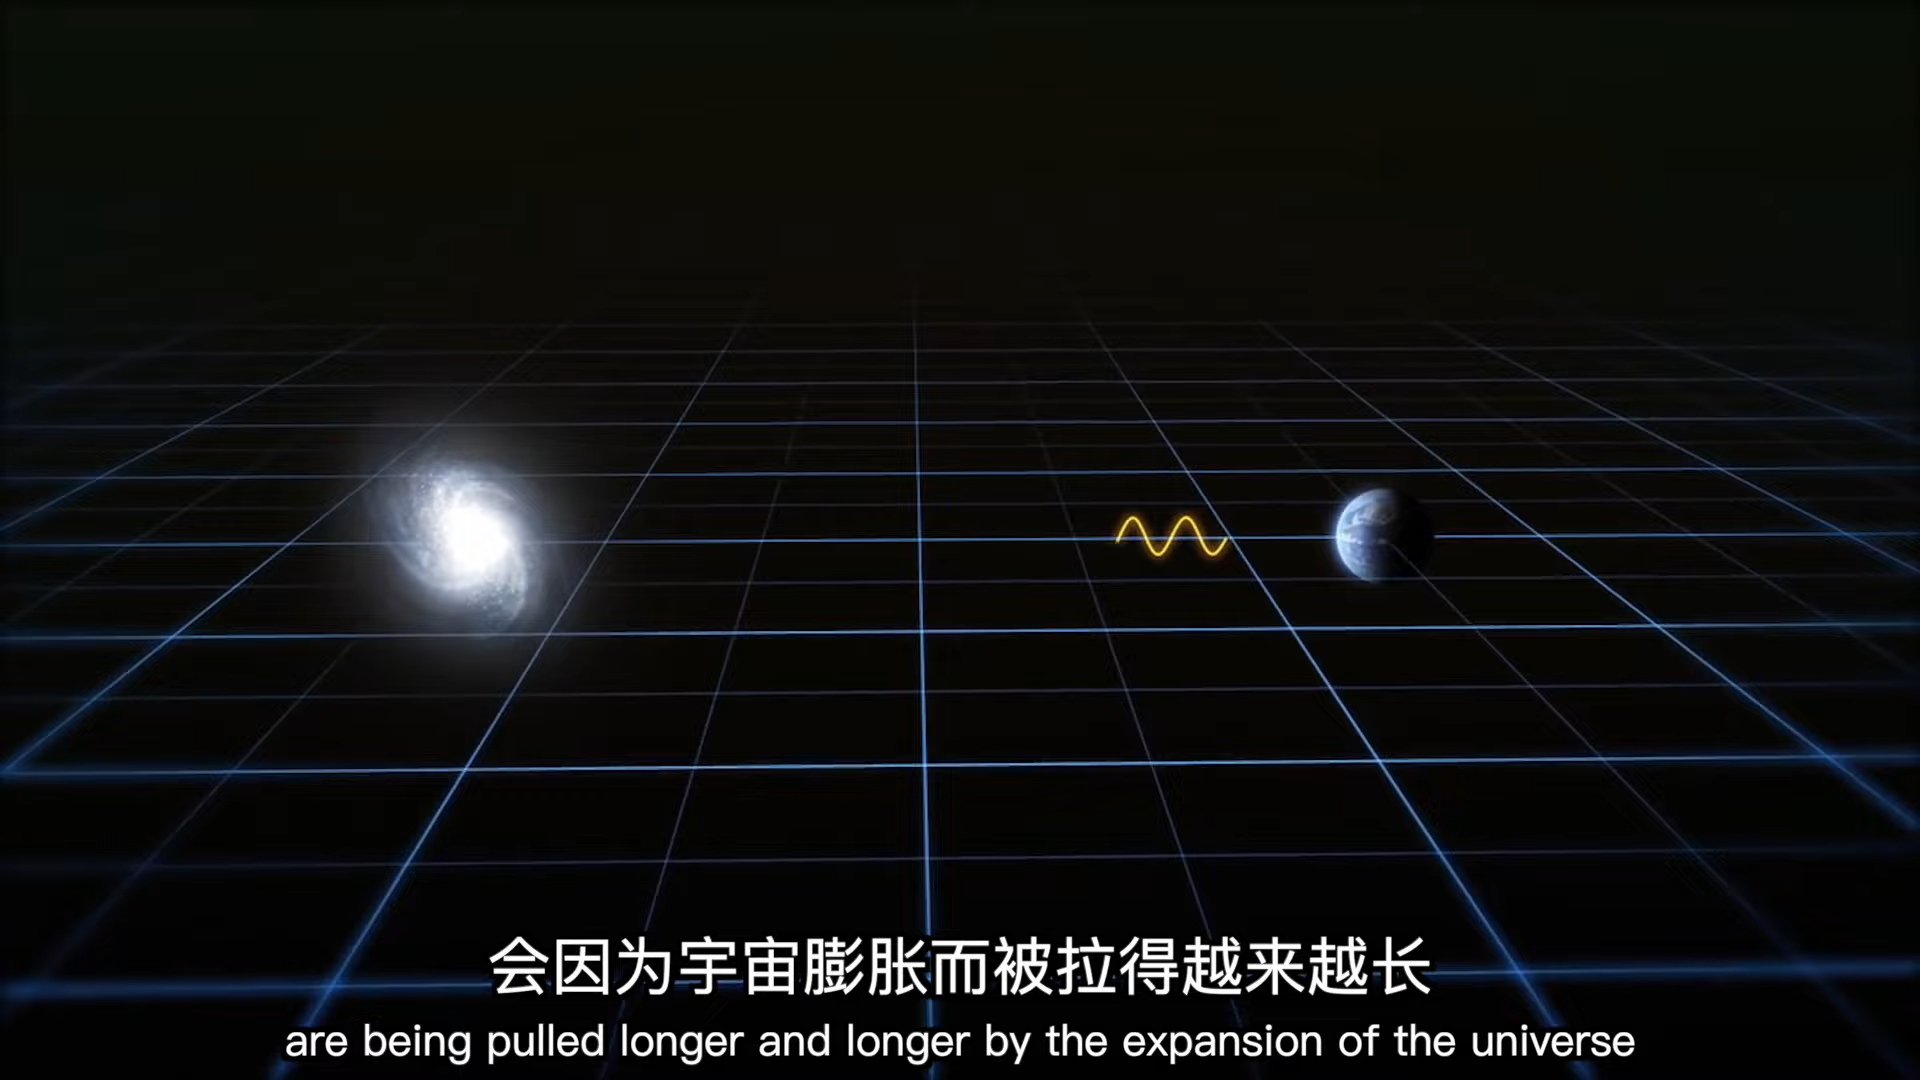 会因为宇宙膨胀而被拉得越来越长
are being pulled longer and longer by the expansion of the universe